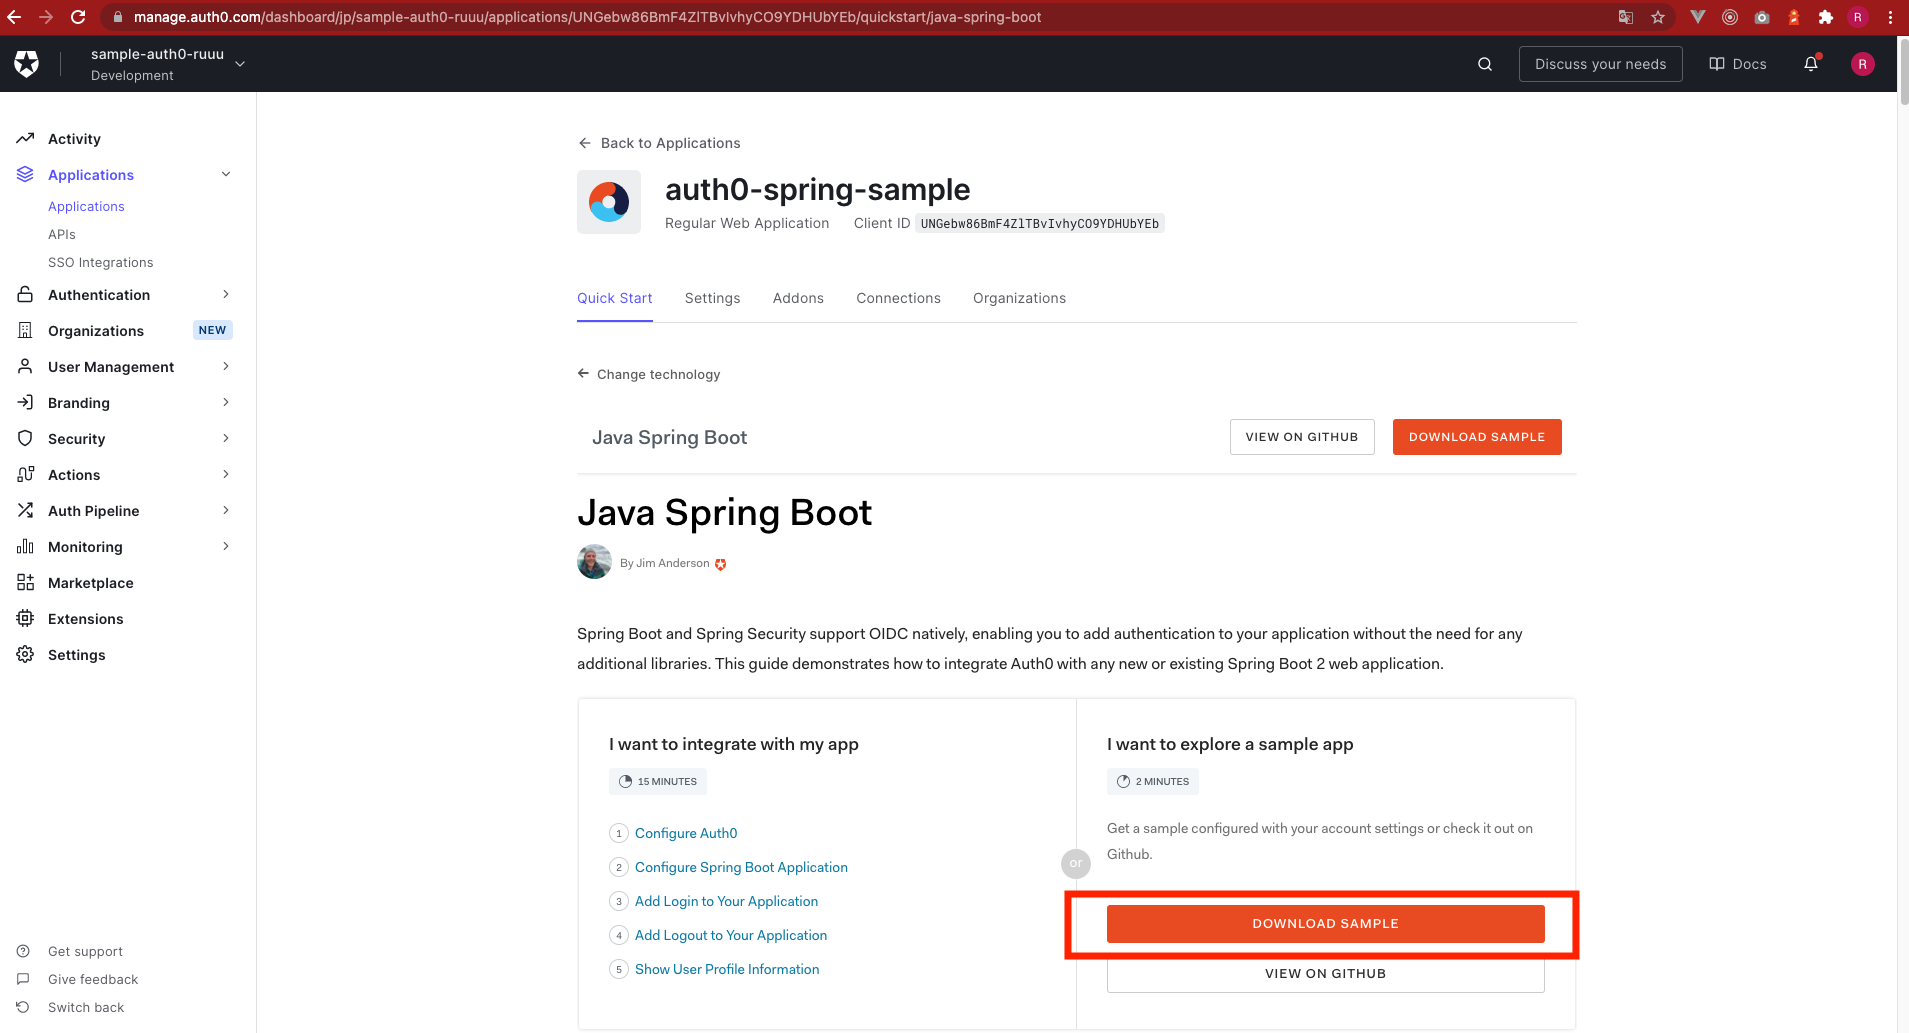 manage.auth0.com/dashboard/jp/sample-auth0-ruuu/applications/UNGebw86BmF4ZlTBvIvhyCO9YDHUbYEb/quickstart/java-spring-boot
R
sample-auth0-ruuu
Development
Discuss your needs
Docs
R
Activity
Applications
Applications
APIs
SSO Integrations
Authentication
Organizations NEW
User Management
Branding
Security
Actions
Auth Pipeline
Monitoring
Marketplace
Extensions
Settings
Get support
Give feedback
Switch back
Back to Applications
auth0-spring-sample
Regular Web Application Client ID UNGebw86BmF4ZlTBvIvhyCO9YDHUbYEb
Quick Start Settings Addons Connections Organizations
Change technology
Java Spring Boot VIEW ON GITHUB DOWNLOAD SAMPLE
Java Spring Boot
By Jim Anderson
Spring Boot and Spring Security support OIDC natively, enabling you to add authentication to your application without the need for any
additional libraries. This guide demonstrates how to integrate Auth0 with any new or existing Spring Boot 2 web application.
I want to integrate with my app
15 MINUTES
1 Configure Auth0
2 Configure Spring Boot Application
3 Add Login to Your Application
4 Add Logout to Your Application
5 Show User Profile Information
or
I want to explore a sample app
2 MINUTES
Get a sample configured with your account settings or check it out on
Github.
DOWNLOAD SAMPLE
VIEW ON GITHUB